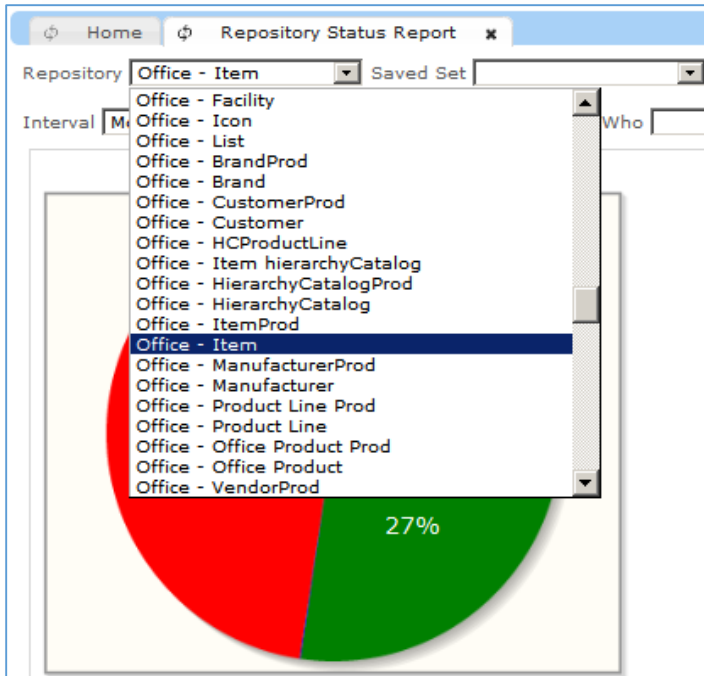 Home Repository Status Report
Repository Office - Item Saved Set
Interval Who
Office - Facility
Office - Icon
Office - List
Office - BrandProd
Office - Brand
Office - CustomerProd
Office - Customer
Office - HCProductLine
Office - Item hierarchyCatalog
Office - HierarchyCatalogProd
Office - HierarchyCatalog
Office - ItemProd
Office - Item
Office - ManufacturerProd
Office - Manufacturer
Office - Product Line Prod
Office - Product Line
Office - Office Product Prod
Office - Office Product
Office - VendorProd
27%